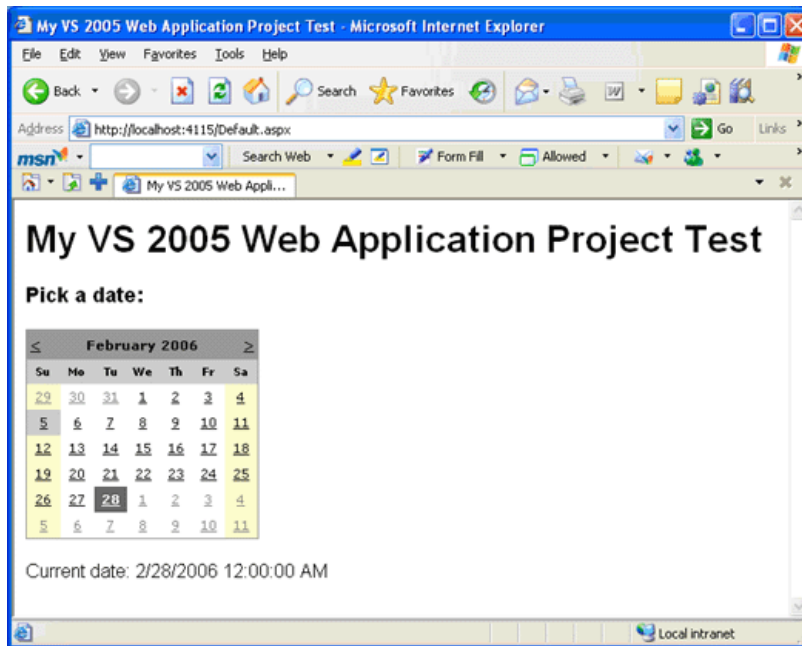 My VS 2005 Web Application Project Test - Microsoft Internet Explorer
File Edit View Favorites Tools Help
Back Search Favorites
Address http://localhost:4115/Default.aspx Go Links
msn Search Web Form Fill Allowed
My VS 2005 Web Appli...
My VS 2005 Web Application Project Test
Pick a date:
< February 2006 >
Su Mo Tu We Th Fr Sa
29 30 31 1 2 3 4
5 6 7 8 9 10 11
12 13 14 15 16 17 18
19 20 21 22 23 24 25
26 27 28 1 2 3 4
5 6 7 8 9 10 11
Current date: 2/28/2006 12:00:00 AM
Local intranet